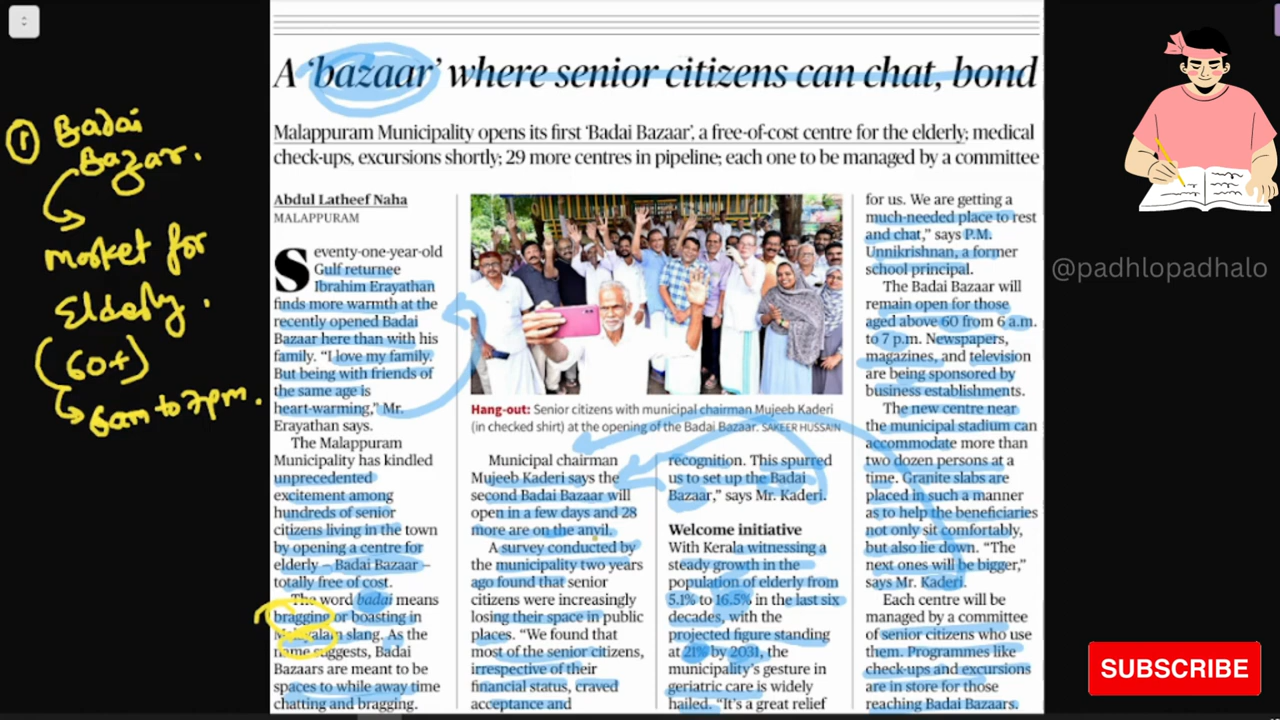 A ‘bazaar’ where senior citizens can chat, bond
Malappuram Municipality opens its first ‘Badai Bazaar’, a free-of-cost centre for the elderly; medical
check-ups, excursions shortly; 29 more centres in pipeline; each one to be managed by a committee
① Badai
Bazar.
market for
Elderly.
(60+)
6am to 7pm.
Abdul Latheef Naha
MALAPPURAM
Seventy-one-year-old
Gulf returnee
Ibrahim Erayathan
finds more warmth at the
recently opened Badai
Bazaar here than with his
family. “I love my family.
But being with friends of
the same age is
heart-warming,” Mr.
Erayathan says.
The Malappuram
Municipality has kindled
unprecedented
excitement among
hundreds of senior
citizens living in the town
by opening a centre for
elderly – Badai Bazaar –
totally free of cost.
The word badai means
bragging or boasting in
Malayalam slang. As the
name suggests, Badai
Bazaars are meant to be
spaces to while away time
chatting and bragging.
Hang-out: Senior citizens with municipal chairman Mujeeb Kaderi
(in checked shirt) at the opening of the Badai Bazaar. SAKEER HUSSAIN
Municipal chairman
Mujeeb Kaderi says the
second Badai Bazaar will
open in a few days and 28
more are on the anvil.
A survey conducted by
the municipality two years
ago found that senior
citizens were increasingly
losing their space in public
places. “We found that
most of the senior citizens,
irrespective of their
financial status, craved
acceptance and
recognition. This spurred
us to set up the Badai
Bazaar,” says Mr. Kaderi.
Welcome initiative
With Kerala witnessing a
steady growth in the
population of elderly from
5.1% to 16.5% in the last six
decades, with the
projected figure standing
at 21% by 2031, the
municipality’s gesture in
geriatric care is widely
hailed. “It’s a great relief
for us. We are getting a
much-needed place to rest
and chat,” says P.M.
Unnikrishnan, a former
school principal.
The Badai Bazaar will
remain open for those
aged above 60 from 6 a.m.
to 7 p.m. Newspapers,
magazines, and television
are being sponsored by
business establishments.
The new centre near
the municipal stadium can
accommodate more than
two dozen persons at a
time. Granite slabs are
placed in such a manner
as to help the beneficiaries
not only sit comfortably,
but also lie down. “The
next ones will be bigger,”
says Mr. Kaderi.
Each centre will be
managed by a committee
of senior citizens who use
them. Programmes like
check-ups and excursions
are in store for those
reaching Badai Bazaars.
@padhlopadhalo
SUBSCRIBE